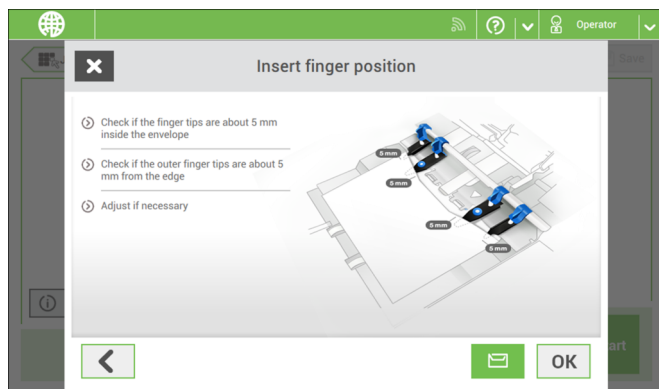 Operator
Save
Insert finger position
Check if the finger tips are about 5 mm
inside the envelope
Check if the outer finger tips are about 5
mm from the edge
Adjust if necessary
5 mm
5 mm
5 mm
5 mm
OK